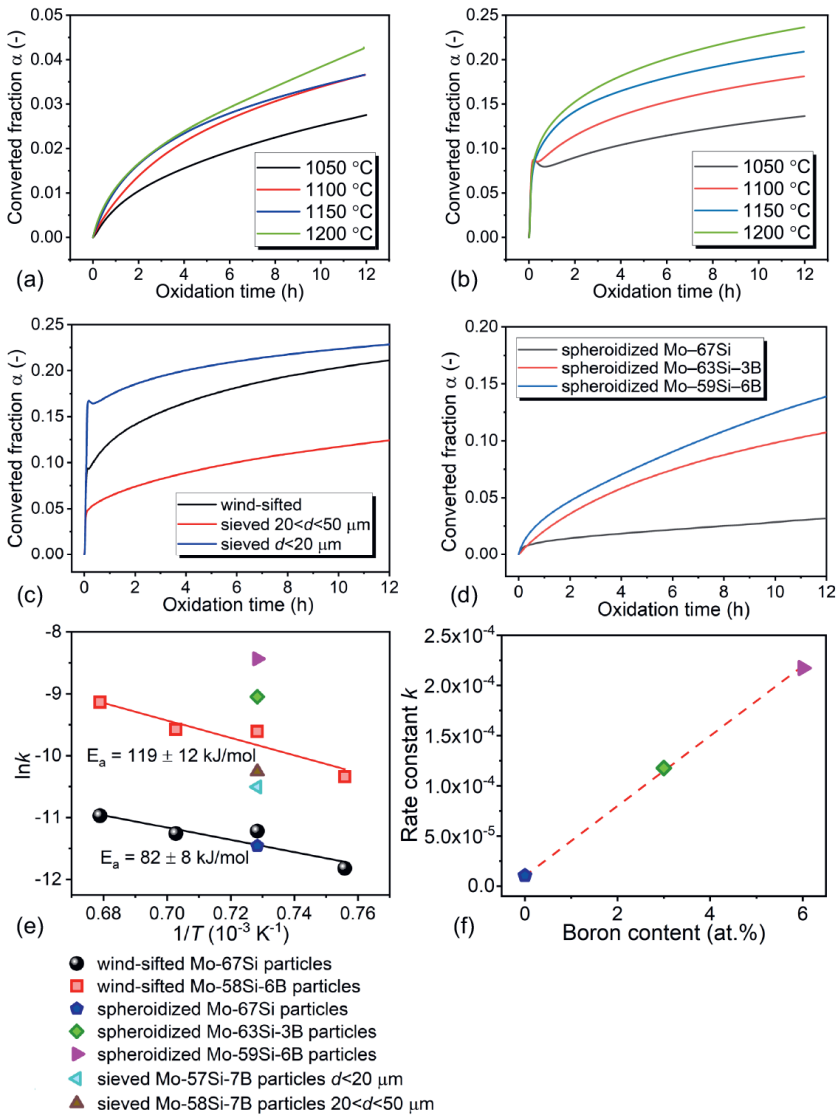 Converted fraction α (-)
0.05
0.04
0.03
0.02
0.01
0.00
1050 °C
1100 °C
1150 °C
1200 °C
0 2 4 6 8 10 12
(a)
Oxidation time (h)
Converted fraction α (-)
0.25
0.20
0.15
0.10
0.05
0.00
1050 °C
1100 °C
1150 °C
1200 °C
0 2 4 6 8 10 12
(b)
Oxidation time (h)
Converted fraction α (-)
0.25
0.20
0.15
0.10
0.05
0.00
wind-sifted
sieved 20<d<50 μm
sieved d<20 μm
0 2 4 6 8 10 12
(c)
Oxidation time (h)
Converted fraction α (-)
0.20
0.15
0.10
0.05
0.00
spheroidized Mo–67Si
spheroidized Mo–63Si–3B
spheroidized Mo–59Si–6B
0 2 4 6 8 10 12
(d)
Oxidation time (h)
lnk
-8
-9
-10
-11
-12
Eₐ = 119 ± 12 kJ/mol
Eₐ = 82 ± 8 kJ/mol
0.68 0.70 0.72 0.74 0.76
(e)
1/T (10⁻³ K⁻¹)
Rate constant k
2.5x10⁻⁴
2.0x10⁻⁴
1.5x10⁻⁴
1.0x10⁻⁴
5.0x10⁻⁵
0.0
0 2 4 6
(f)
Boron content (at.%)
wind-sifted Mo-67Si particles
wind-sifted Mo-58Si-6B particles
spheroidized Mo-67Si particles
spheroidized Mo-63Si-3B particles
spheroidized Mo-59Si-6B particles
sieved Mo-57Si-7B particles d<20 μm
sieved Mo-58Si-7B particles 20<d<50 μm